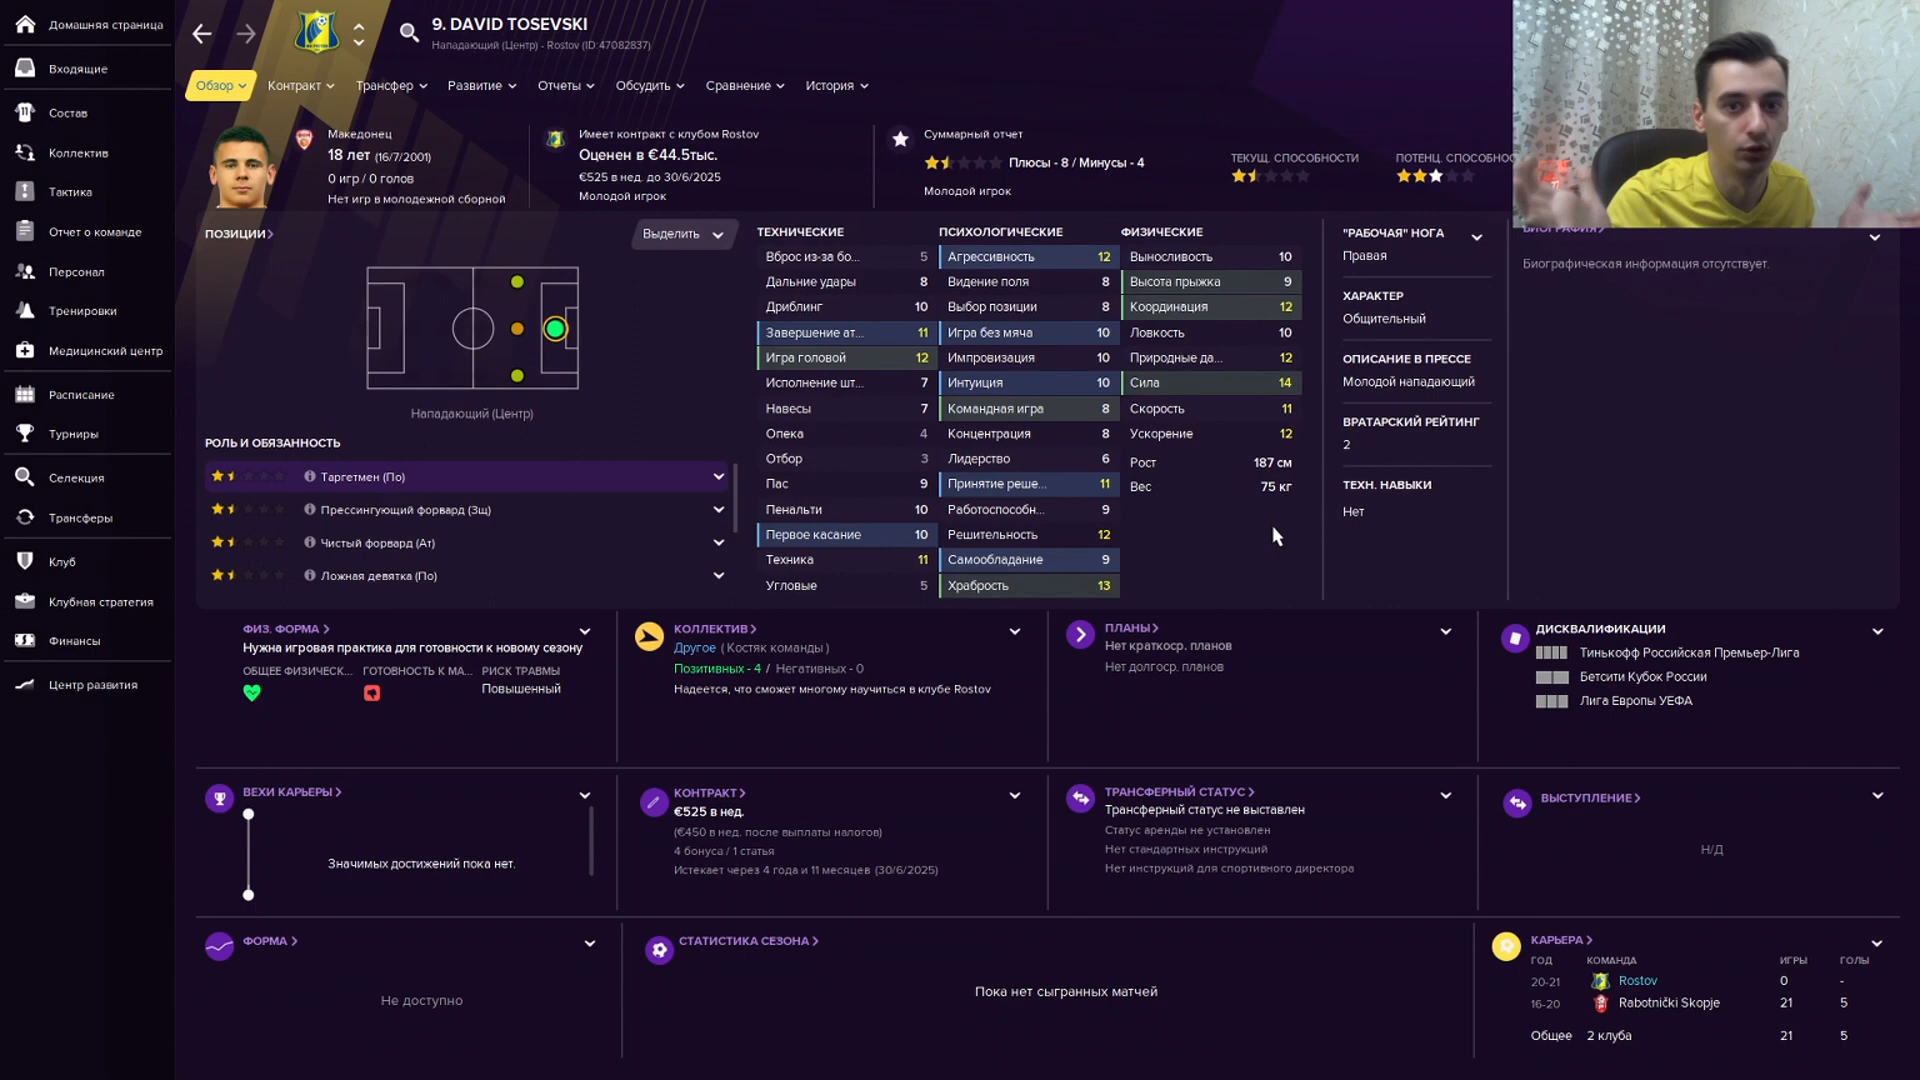 Домашняя страница
Входящие
Состав
Коллектив
Тактика
Отчет о команде
Персонал
Тренировки
Медицинский центр
Расписание
Турниры
Селекция
Трансферы
Клуб
Клубная стратегия
Финансы
Центр развития
9. DAVID TOSEVSKI
Нападающий (Центр) - Rostov (ID 47082837)
Обзор Контракт Трансфер Развитие Отчеты Обсудить Сравнение История
Македонец
18 лет (16/7/2001)
0 игр / 0 голов
Нет игр в молодежной сборной
Имеет контракт с клубом Rostov
Оценен в €44.5тыс.
€525 в нед. до 30/6/2025
Молодой игрок
Суммарный отчет
Плюсы - 8 / Минусы - 4
Молодой игрок
ТЕКУЩ. СПОСОБНОСТИ
ПОТЕНЦ. СПОСОБНОС
ПОЗИЦИИ
Выделить
Нападающий (Центр)
РОЛЬ И ОБЯЗАННОСТЬ
Таргетмен (По)
Прессингующий форвард (Зщ)
Чистый форвард (Ат)
Ложная девятка (По)
ТЕХНИЧЕСКИЕ
Вброс из-за бо... 5
Дальние удары 8
Дриблинг 10
Завершение ат... 11
Игра головой 12
Исполнение шт... 7
Навесы 7
Опека 4
Отбор 3
Пас 9
Пенальти 10
Первое касание 10
Техника 11
Угловые 5
ПСИХОЛОГИЧЕСКИЕ
Агрессивность 12
Видение поля 8
Выбор позиции 8
Игра без мяча 10
Импровизация 10
Интуиция 10
Командная игра 8
Концентрация 8
Лидерство 6
Принятие реше... 11
Работоспособн... 9
Решительность 12
Самообладание 9
Храбрость 13
ФИЗИЧЕСКИЕ
Выносливость 10
Высота прыжка 9
Координация 12
Ловкость 10
Природные да... 12
Сила 14
Скорость 11
Ускорение 12
Рост 187 см
Вес 75 кг
"РАБОЧАЯ" НОГА
Правая
ХАРАКТЕР
Общительный
ОПИСАНИЕ В ПРЕССЕ
Молодой нападающий
ВРАТАРСКИЙ РЕЙТИНГ
2
ТЕХН. НАВЫКИ
Нет
БИОГРАФИЯ
Биографическая информация отсутствует.
ФИЗ. ФОРМА
Нужна игровая практика для готовности к новому сезону
ОБЩЕЕ ФИЗИЧЕСК... ГОТОВНОСТЬ К МА... РИСК ТРАВМЫ
Повышенный
КОЛЛЕКТИВ
Другое (Костяк команды)
Позитивных - 4 / Негативных - 0
Надеется, что сможет многому научиться в клубе Rostov
ПЛАНЫ
Нет краткоср. планов
Нет долгоср. планов
ДИСКВАЛИФИКАЦИИ
Тинькофф Российская Премьер-Лига
Бетсити Кубок России
Лига Европы УЕФА
ВЕХИ КАРЬЕРЫ
Значимых достижений пока нет.
КОНТРАКТ
€525 в нед.
(€450 в нед. после выплаты налогов)
4 бонуса / 1 статья
Истекает через 4 года и 11 месяцев (30/6/2025)
ТРАНСФЕРНЫЙ СТАТУС
Трансферный статус не выставлен
Статус аренды не установлен
Нет стандартных инструкций
Нет инструкций для спортивного директора
ВЫСТУПЛЕНИЕ
Н/Д
ФОРМА
Не доступно
СТАТИСТИКА СЕЗОНА
Пока нет сыгранных матчей
КАРЬЕРА
ГОД КОМАНДА ИГРЫ ГОЛЫ
20-21 Rostov 0 -
16-20 Rabotnički Skopje 21 5
Общее 2 клуба 21 5